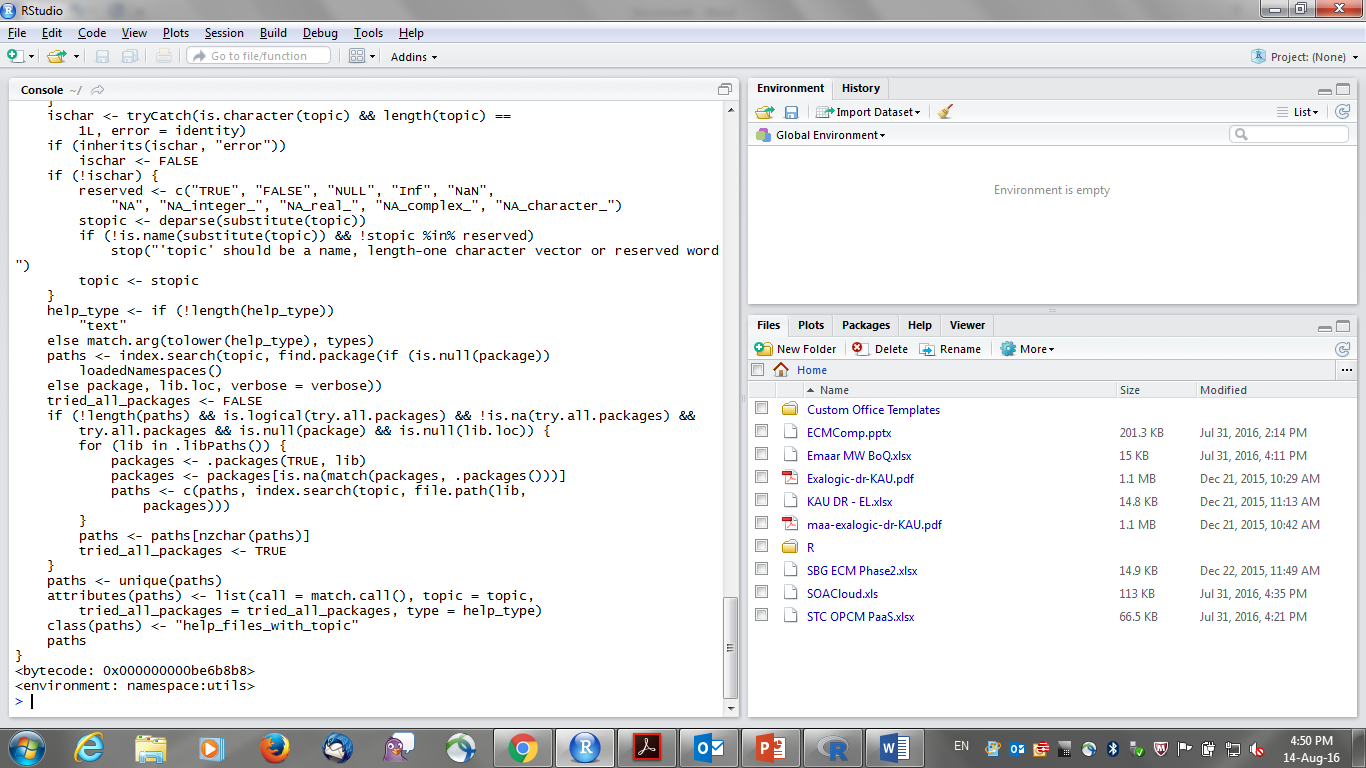 RStudio
File Edit Code View Plots Session Build Debug Tools Help
Go to file/function Addins Project: (None)
Console ~/
}
ischar <- tryCatch(is.character(topic) && length(topic) ==
1L, error = identity)
if (inherits(ischar, "error"))
ischar <- FALSE
if (!ischar) {
reserved <- c("TRUE", "FALSE", "NULL", "Inf", "NaN",
"NA", "NA_integer_", "NA_real_", "NA_complex_", "NA_character_")
stopic <- deparse(substitute(topic))
if (!is.name(substitute(topic)) && !stopic %in% reserved)
stop("'topic' should be a name, length-one character vector or reserved word
")
topic <- stopic
}
help_type <- if (!length(help_type))
"text"
else match.arg(tolower(help_type), types)
paths <- index.search(topic, find.package(if (is.null(package))
loadedNamespaces()
else package, lib.loc, verbose = verbose))
tried_all_packages <- FALSE
if (!length(paths) && is.logical(try.all.packages) && !is.na(try.all.packages) &&
try.all.packages && is.null(package) && is.null(lib.loc)) {
for (lib in .libPaths()) {
packages <- .packages(TRUE, lib)
packages <- packages[is.na(match(packages, .packages()))]
paths <- c(paths, index.search(topic, file.path(lib,
packages)))
}
paths <- paths[nzchar(paths)]
tried_all_packages <- TRUE
}
paths <- unique(paths)
attributes(paths) <- list(call = match.call(), topic = topic,
tried_all_packages = tried_all_packages, type = help_type)
class(paths) <- "help_files_with_topic"
paths
}
<bytecode: 0x000000000be6b8b8>
<environment: namespace:utils>
>
Environment History
Import Dataset List
Global Environment
Environment is empty
Files Plots Packages Help Viewer
New Folder Delete Rename More
Home ...
Name Size Modified
Custom Office Templates
ECMComp.pptx 201.3 KB Jul 31, 2016, 2:14 PM
Emaar MW BoQ.xlsx 15 KB Jul 31, 2016, 4:11 PM
Exalogic-dr-KAU.pdf 1.1 MB Dec 21, 2015, 10:29 AM
KAU DR - EL.xlsx 14.8 KB Dec 21, 2015, 11:13 AM
maa-exalogic-dr-KAU.pdf 1.1 MB Dec 21, 2015, 10:42 AM
R
SBG ECM Phase2.xlsx 14.9 KB Dec 22, 2015, 11:49 AM
SOACloud.xls 113 KB Jul 31, 2016, 4:35 PM
STC OPCM PaaS.xlsx 66.5 KB Jul 31, 2016, 4:21 PM
EN 4:50 PM
14-Aug-16